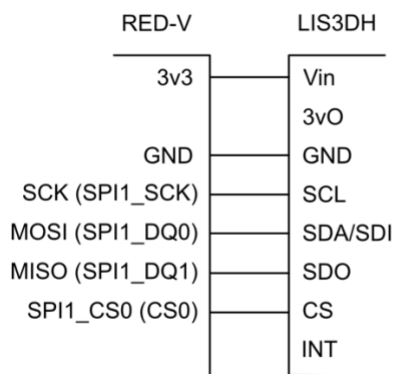 RED-V LIS3DH
3v3 Vin
3vO
GND GND
SCK (SPI1_SCK) SCL
MOSI (SPI1_DQ0) SDA/SDI
MISO (SPI1_DQ1) SDO
SPI1_CS0 (CS0) CS
INT